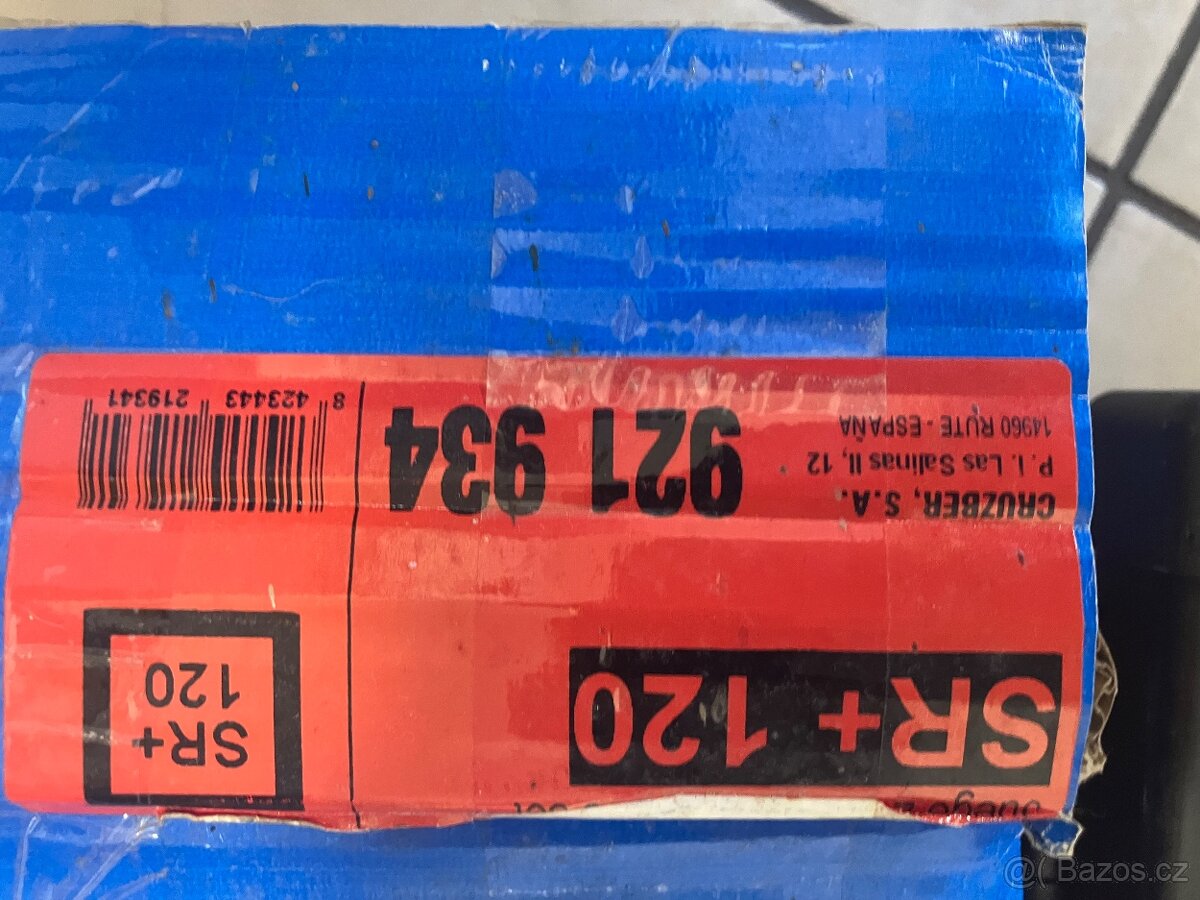 Juego
SR+ 120
SR+
120
CRUZBER, S.A.
P. I. Las Salinas II, 12
14960 RUTE - ESPAÑA
921 934
8 423443 219341
@( Bazos.cz